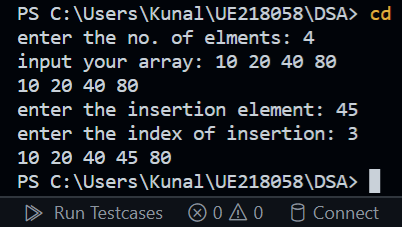 PS C:\Users\Kunal\UE218058\DSA> cd
enter the no. of elments: 4
input your array: 10 20 40 80
10 20 40 80
enter the insertion element: 45
enter the index of insertion: 3
10 20 40 45 80
PS C:\Users\Kunal\UE218058\DSA>
Run Testcases 0 0 Connect